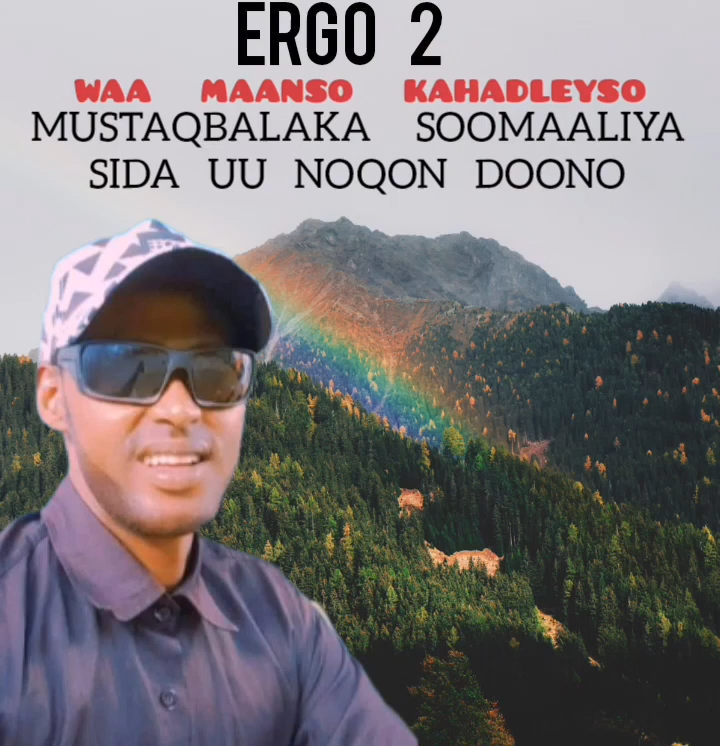 ERGO 2
WAA MAANSO KAHADLEYSO
MUSTAQBALAKA SOOMAALIYA
SIDA UU NOQON DOONO